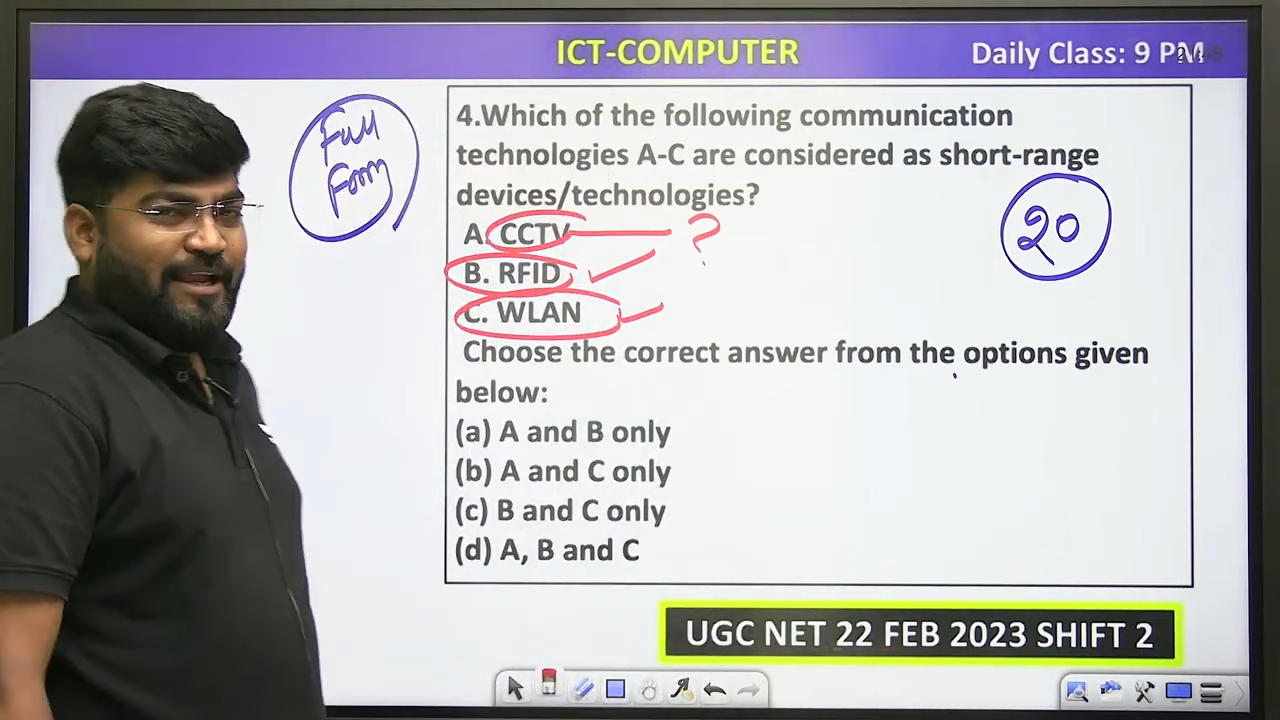 ICT-COMPUTER
Daily Class: 9 PM
Full
Form
4.Which of the following communication
technologies A-C are considered as short-range
devices/technologies?
A. CCTV ?
B. RFID
C. WLAN
20
Choose the correct answer from the options given
below:
(a) A and B only
(b) A and C only
(c) B and C only
(d) A, B and C
UGC NET 22 FEB 2023 SHIFT 2